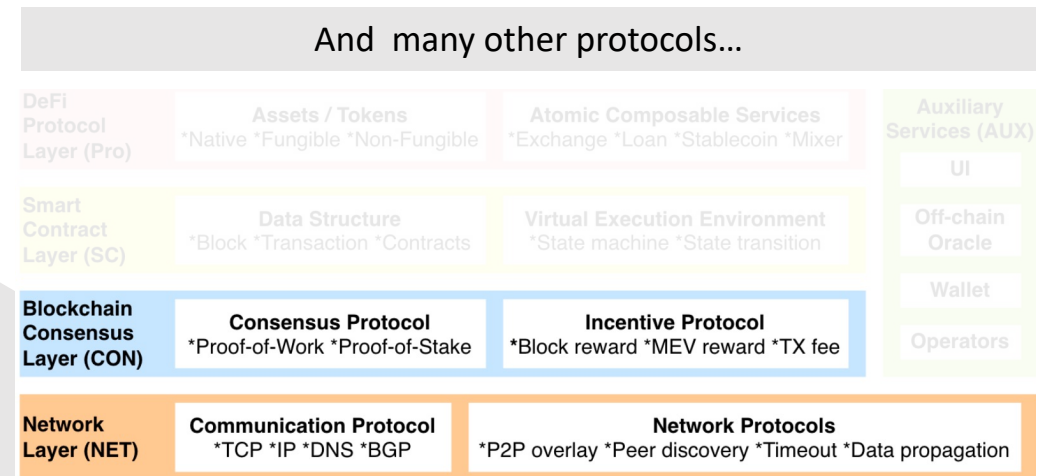 And many other protocols…
DeFi
Protocol
Layer (Pro)
Assets / Tokens
*Native *Fungible *Non-Fungible
Atomic Composable Services
*Exchange *Loan *Stablecoin *Mixer
Auxiliary
Services (AUX)
UI
Off-chain
Oracle
Wallet
Operators
Smart
Contract
Layer (SC)
Data Structure
*Block *Transaction *Contracts
Virtual Execution Environment
*State machine *State transition
Blockchain
Consensus
Layer (CON)
Consensus Protocol
*Proof-of-Work *Proof-of-Stake
Incentive Protocol
*Block reward *MEV reward *TX fee
Network
Layer (NET)
Communication Protocol
*TCP *IP *DNS *BGP
Network Protocols
*P2P overlay *Peer discovery *Timeout *Data propagation